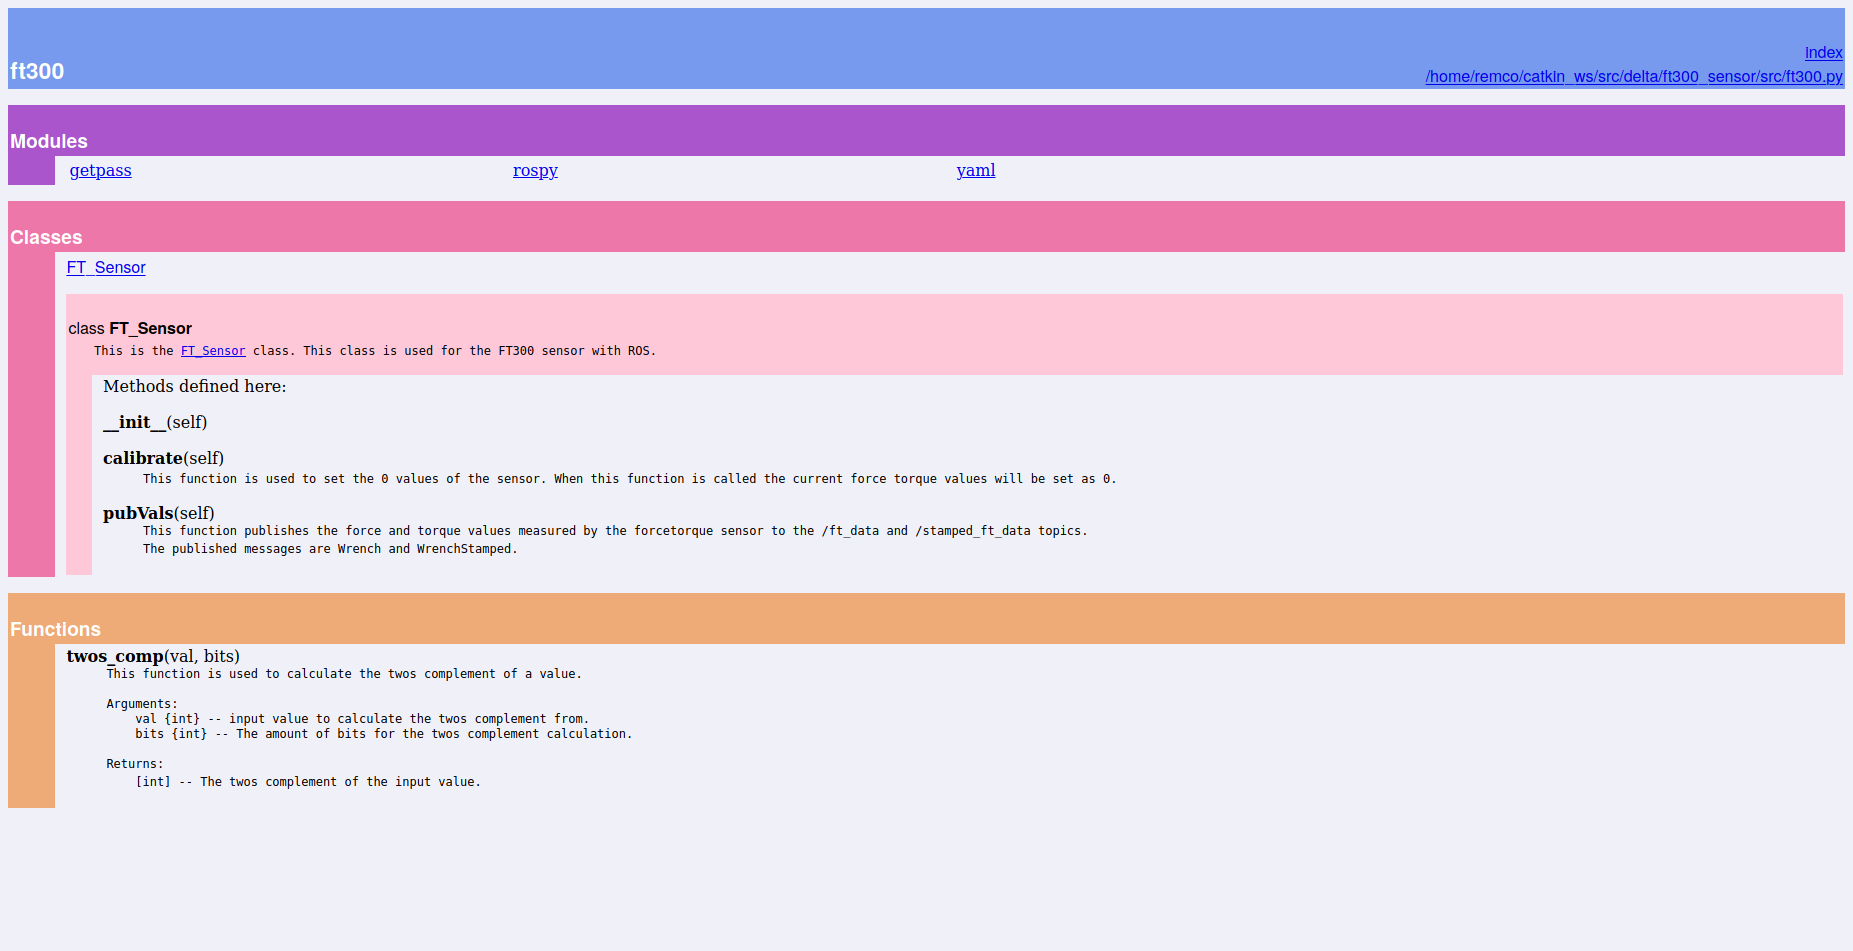 ft300
index
/home/remco/catkin_ws/src/delta/ft300_sensor/src/ft300.py
Modules
getpass rospy yaml
Classes
FT_Sensor
class FT_Sensor
This is the FT_Sensor class. This class is used for the FT300 sensor with ROS.
Methods defined here:
__init__(self)
calibrate(self)
This function is used to set the 0 values of the sensor. When this function is called the current force torque values will be set as 0.
pubVals(self)
This function publishes the force and torque values measured by the forcetorque sensor to the /ft_data and /stamped_ft_data topics.
The published messages are Wrench and WrenchStamped.
Functions
twos_comp(val, bits)
This function is used to calculate the twos complement of a value.
Arguments:
val {int} -- input value to calculate the twos complement from.
bits {int} -- The amount of bits for the twos complement calculation.
Returns:
[int] -- The twos complement of the input value.